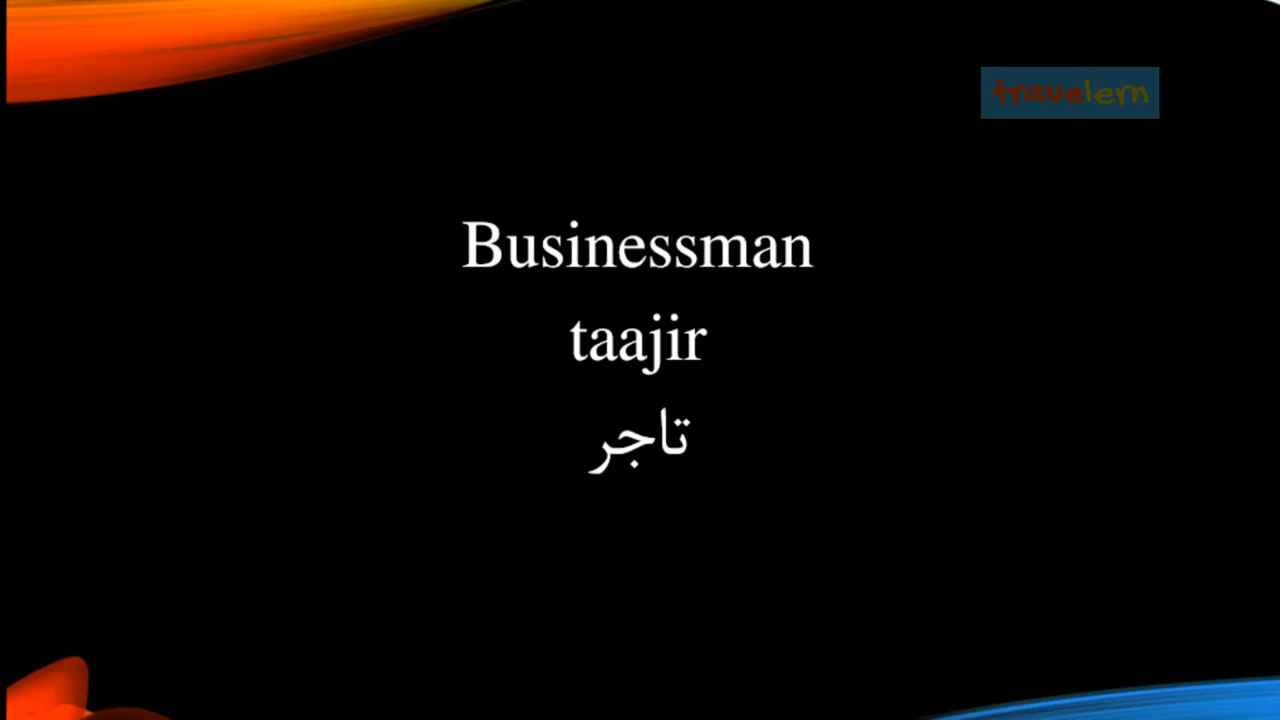 travelern
Businessman
taajir
تاجر